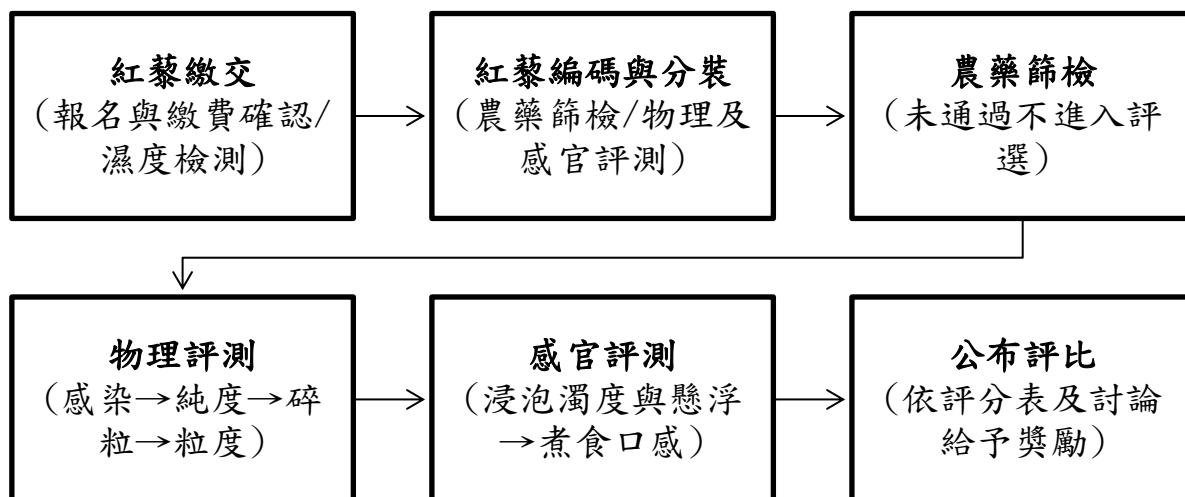 紅藜繳交
（報名與繳費確認/
濕度檢測）
紅藜編碼與分裝
（農藥篩檢/物理及
感官評測）
農藥篩檢
（未通過不進入評
選）
物理評測
（感染→純度→碎
粒→粒度）
感官評測
（浸泡濁度與懸浮
→煮食口感）
公布評比
（依評分表及討論
給予獎勵）